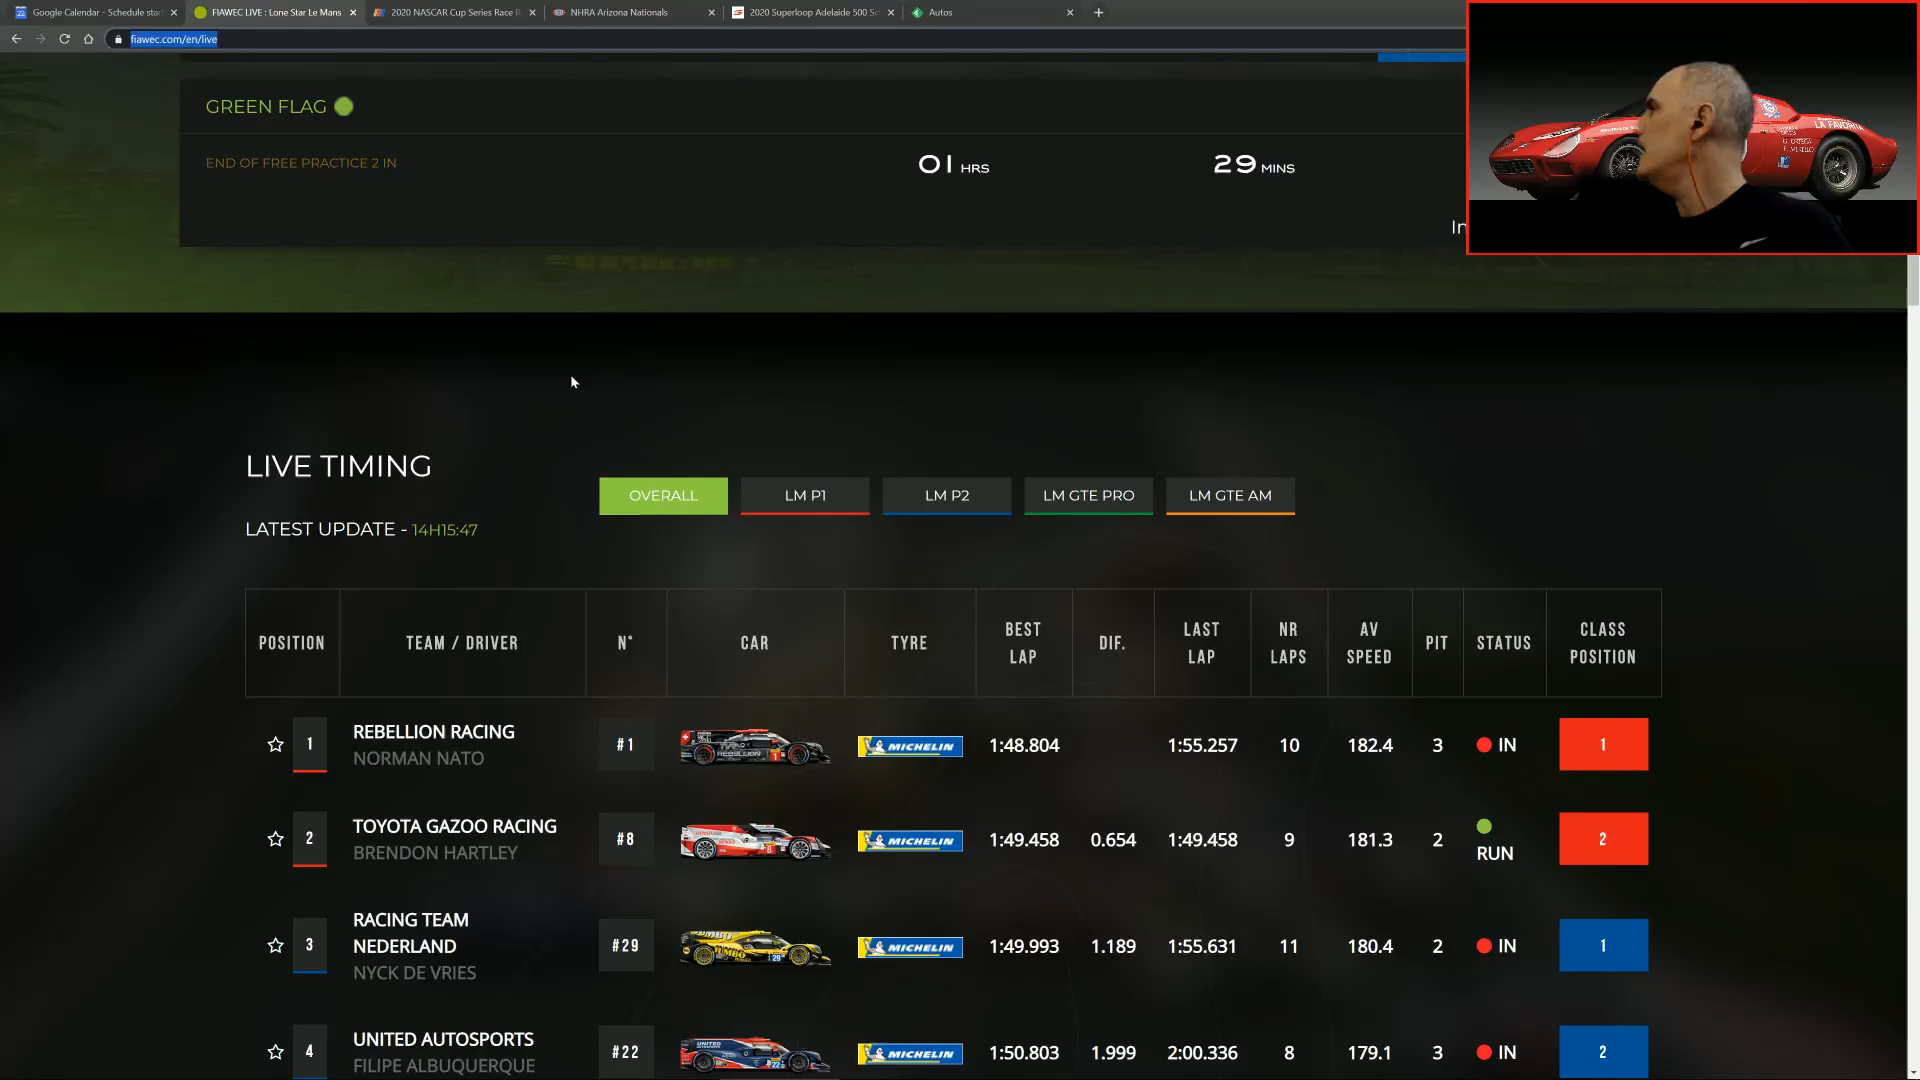 Google Calendar - Schedule start
FIAWEC LIVE : Lone Star Le Mans
2020 NASCAR Cup Series Race R
NHRA Arizona Nationals
2020 Superloop Adelaide 500 Sc
Autos
fiawec.com/en/live
GREEN FLAG
END OF FREE PRACTICE 2 IN
01 HRS
29 MINS
In
LA FAVORITA
LIVE TIMING
LATEST UPDATE - 14H15:47
OVERALL
LM P1
LM P2
LM GTE PRO
LM GTE AM
POSITION
TEAM / DRIVER
N°
CAR
TYRE
BEST
LAP
DIF.
LAST
LAP
NR
LAPS
AV
SPEED
PIT
STATUS
CLASS
POSITION
1
REBELLION RACING
NORMAN NATO
#1
MICHELIN
1:48.804
1:55.257
10
182.4
3
IN
1
2
TOYOTA GAZOO RACING
BRENDON HARTLEY
#8
MICHELIN
1:49.458
0.654
1:49.458
9
181.3
2
RUN
2
3
RACING TEAM
NEDERLAND
NYCK DE VRIES
#29
MICHELIN
1:49.993
1.189
1:55.631
11
180.4
2
IN
1
4
UNITED AUTOSPORTS
FILIPE ALBUQUERQUE
#22
MICHELIN
1:50.803
1.999
2:00.336
8
179.1
3
IN
2